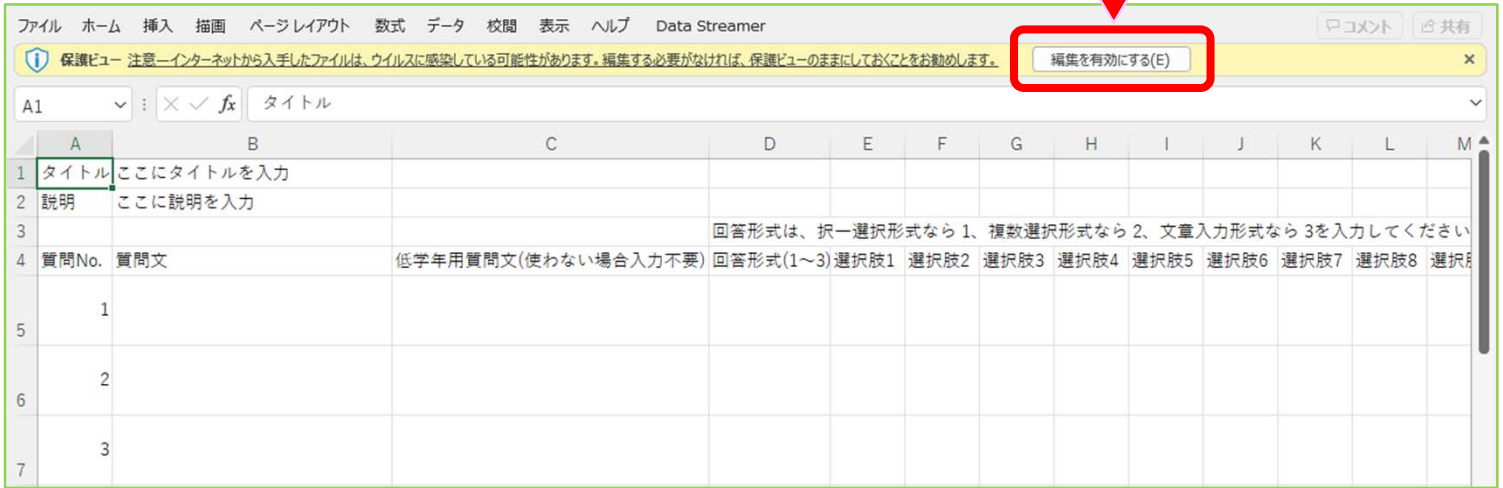 ファイル ホーム 挿入 描画 ページ レイアウト 数式 データ 校閲 表示 ヘルプ Data Streamer コメント 共有
保護ビュー 注意—インターネットから入手したファイルは、ウイルスに感染している可能性があります。編集する必要がなければ、保護ビューのままにしておくことをお勧めします。 編集を有効にする(E)
A1 fx タイトル
A B C D E F G H I J K L M
1 タイトル ここにタイトルを入力
2 説明 ここに説明を入力
3 回答形式は、択一選択形式なら 1、複数選択形式なら 2、文章入力形式なら 3を入力してください
4 質問No. 質問文 低学年用質問文(使わない場合入力不要) 回答形式(1～3) 選択肢1 選択肢2 選択肢3 選択肢4 選択肢5 選択肢6 選択肢7 選択肢8 選択
1
5
2
6
3
7